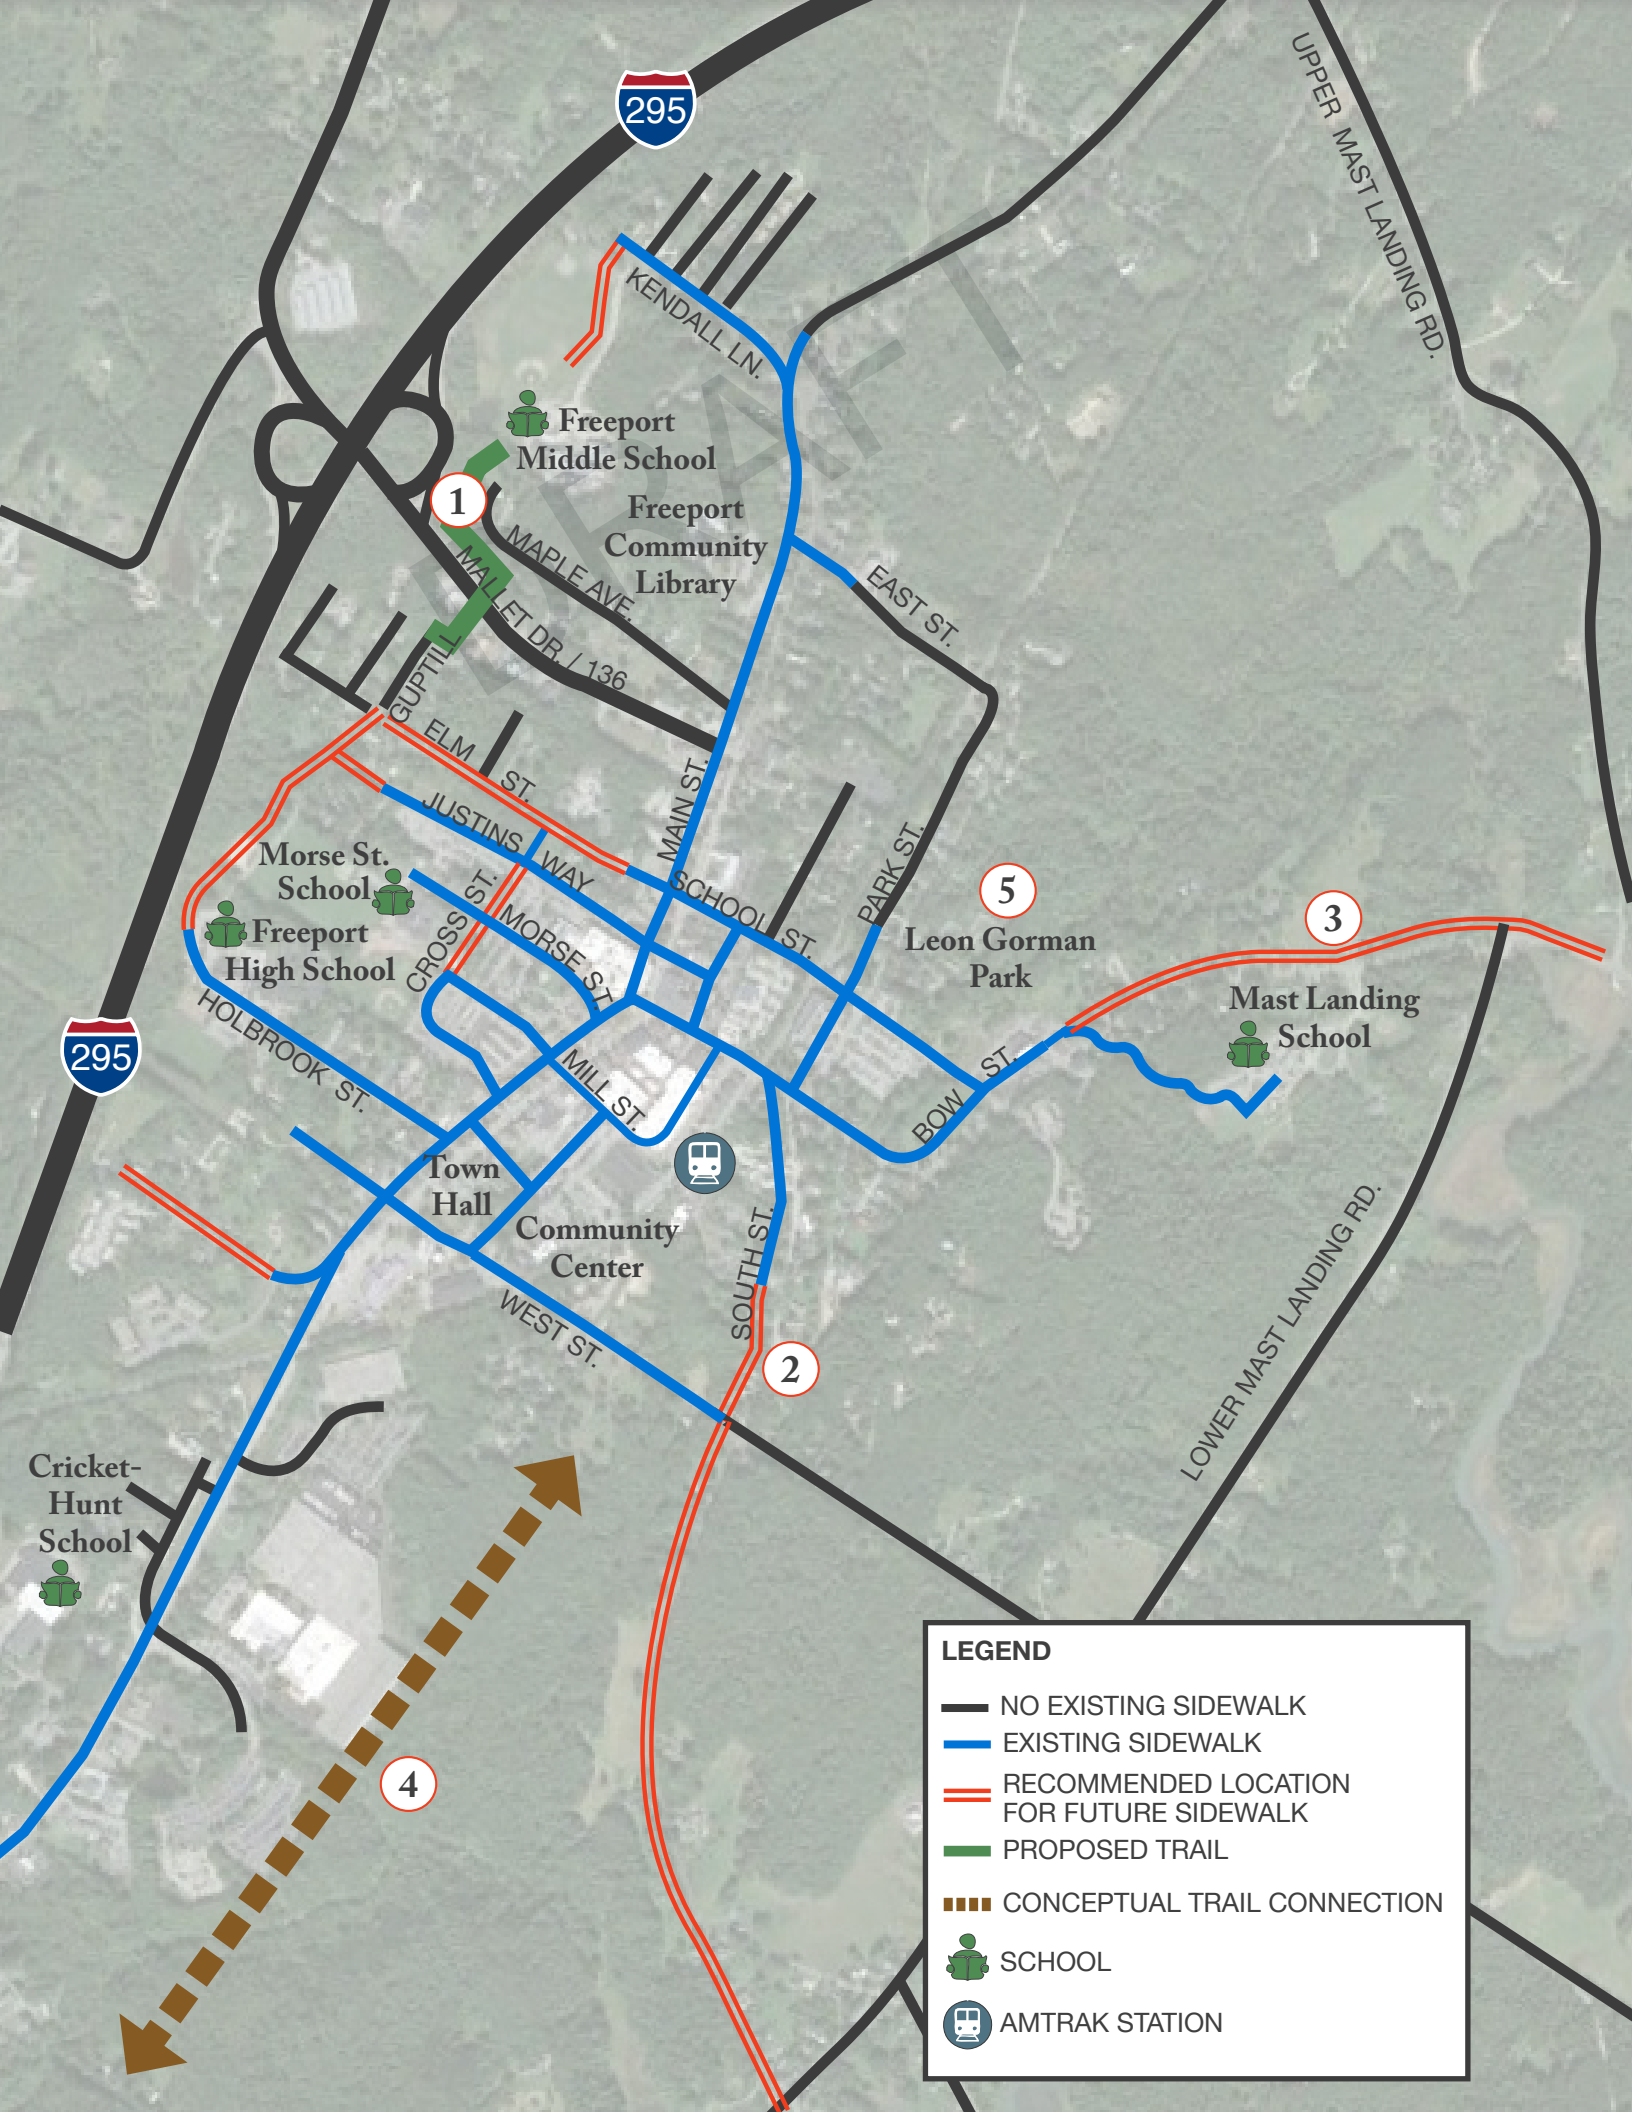 295
UPPER MAST LANDING RD.
KENDALL LN.
DRAFT
Freeport
Middle School
1
Freeport
Community
Library
MAPLE AVE.
MALLET DR. / 136
EAST ST.
GUPTILL
ELM ST.
MAIN ST.
JUSTINS WAY
Morse St.
School
SCHOOL ST.
PARK ST.
5
Leon Gorman
Park
3
Freeport
High School
CROSS ST.
MORSE ST.
Mast Landing
School
HOLBROOK ST.
295
MILL ST.
BOW ST.
Town
Hall
Community
Center
SOUTH ST.
LOWER MAST LANDING RD.
WEST ST.
2
Cricket-
Hunt
School
4
LEGEND
NO EXISTING SIDEWALK
EXISTING SIDEWALK
RECOMMENDED LOCATION
FOR FUTURE SIDEWALK
PROPOSED TRAIL
CONCEPTUAL TRAIL CONNECTION
SCHOOL
AMTRAK STATION